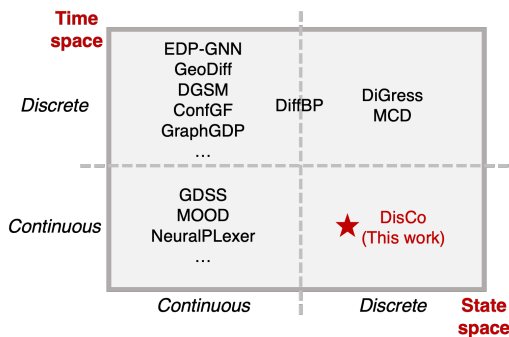 Time
space
EDP-GNN
GeoDiff
DGSM
ConfGF
GraphGDP
...
DiffBP
DiGress
MCD
Discrete
GDSS
MOOD
NeuralPLexer
...
DisCo
(This work)
Continuous
Continuous
Discrete
State
space